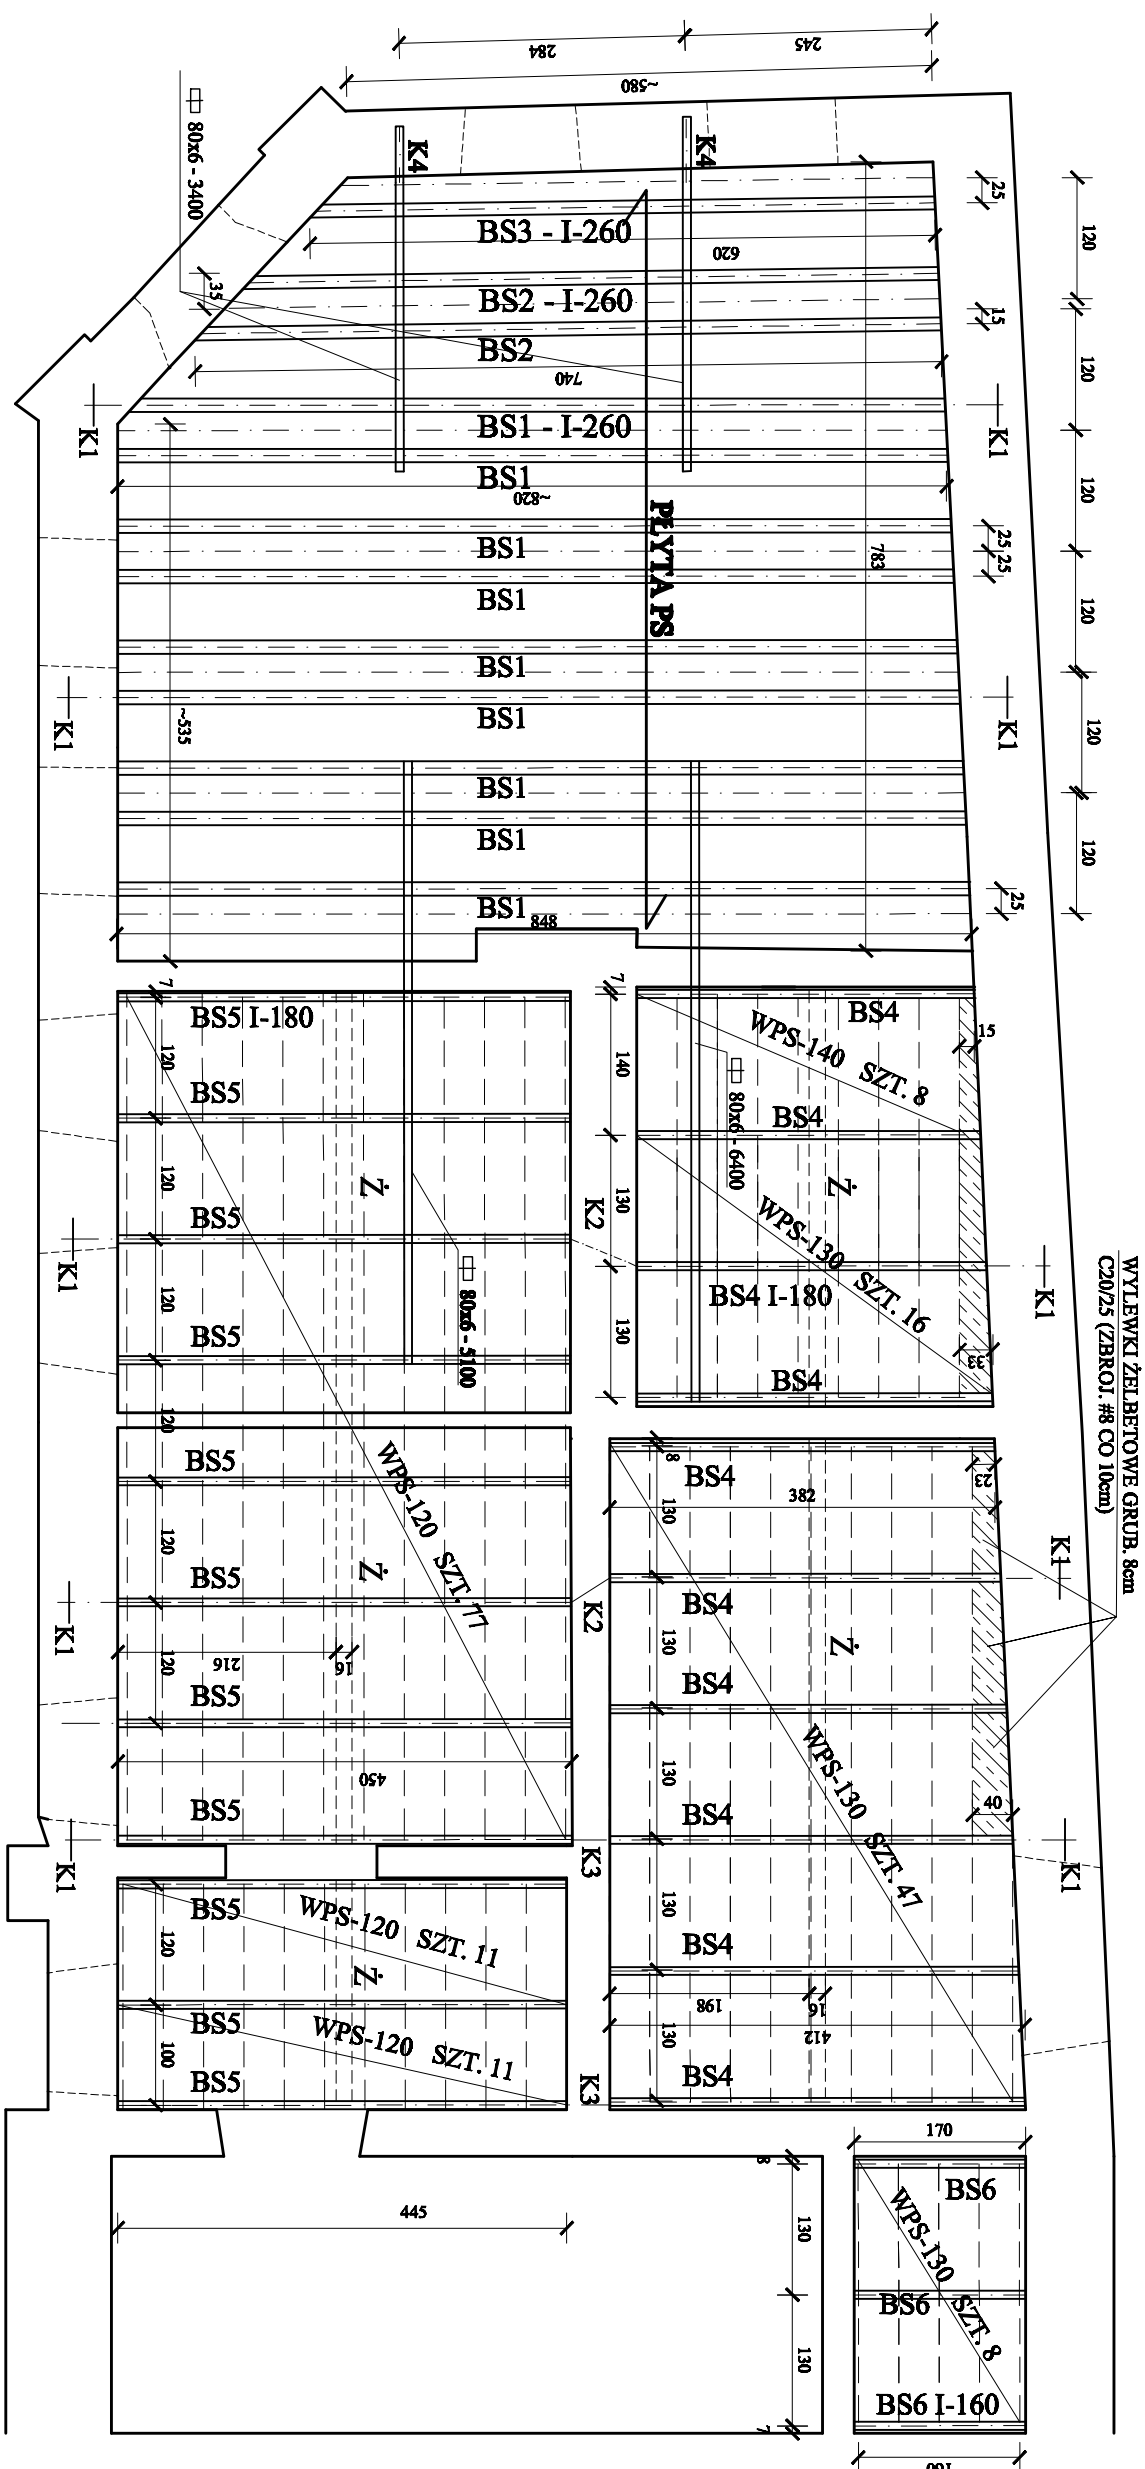 284
245
~580
80x6 - 3400
K4
K4
25
120
BS3 - I-260
620
35
BS2 - I-260
15
BS2
120
740
K1
BS1 - I-260
K1
BS1
~820
120
PŁYTA PS
BS1
783
25
25
BS1
120
BS1
K1
~535
BS1
K1
120
BS1
BS1
120
BS1
848
25
7
BS5 I-180
120
BS5
7
140
BS4
WPS-140 SZT. 8
15
80x6 - 6400
BS4
120
Ż
BS5
K1
K2
130
Ż
WPS-130 SZT. 16
K1
WYLEWKI ŻELBETOWE GRUB. 8cm
C20/25 (ZBROJ. #8 CO 10cm)
120
BS5
80x6 - 5100
BS4 I-180
130
33
BS4
120
BS5
WPS-120 SZT. 77
8
BS4
382
23
130
K1
120
BS5
Ż
K2
BS4
K1
216
16
120
BS5
130
BS4
Ż
450
BS5
130
BS4
WPS-130 SZT. 47
40
K1
K3
K1
BS5
120
WPS-120 SZT. 11
Ż
130
BS4
BS5
100
WPS-120 SZT. 11
198
16
412
130
BS5
K3
BS4
170
8
130
BS6
WPS-130 SZT. 8
445
BS6
130
BS6 I-160
7
160